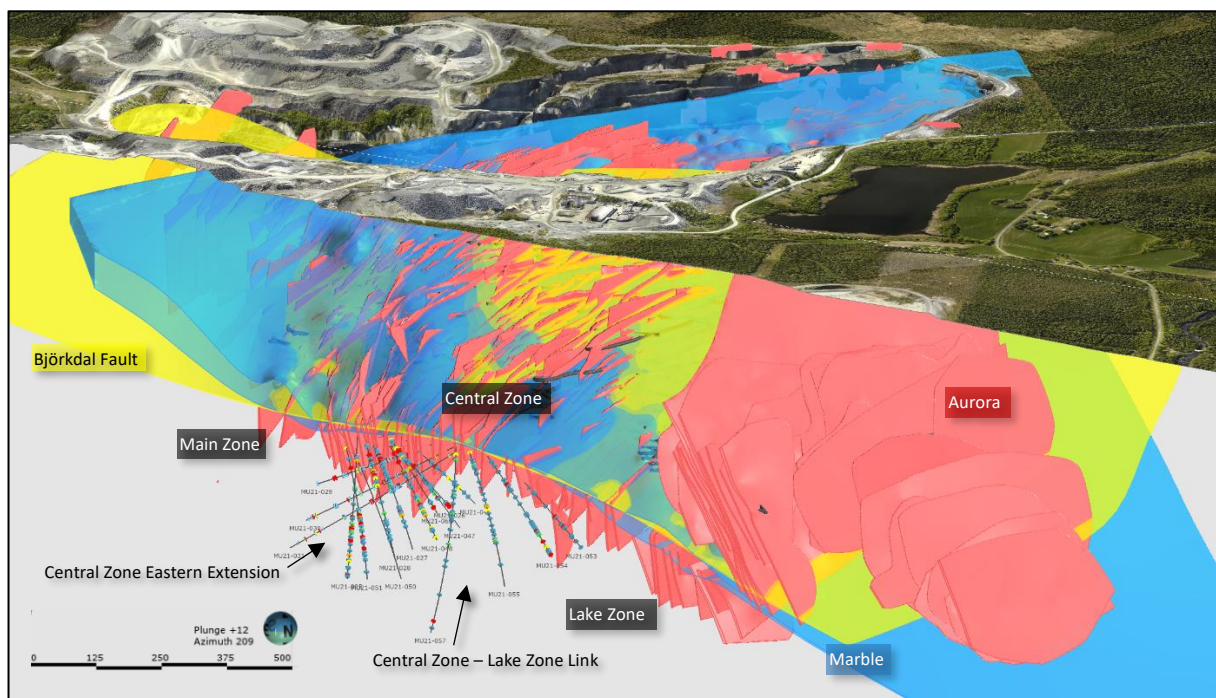 Björkdal Fault
Central Zone
Aurora
Main Zone
MU21-029
MU21-047
MU21-053
MU21-054
MU21-027
MU21-028
MU21-051
MU21-050
MU21-055
Central Zone Eastern Extension
Lake Zone
MU21-057
Plunge +12
Azimuth 209
N
0 125 250 375 500
Central Zone – Lake Zone Link
Marble